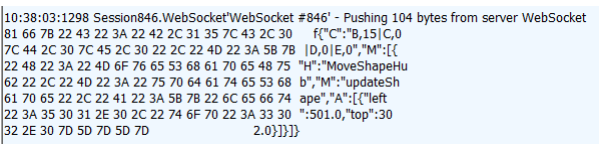 10:38:03:1298 Session846.WebSocket'WebSocket #846' - Pushing 104 bytes from server WebSocket
81 66 7B 22 43 22 3A 22 42 2C 31 35 7C 43 2C 30 f{"C":"B,15|C,0
7C 44 2C 30 7C 45 2C 30 22 2C 22 4D 22 3A 5B 7B |D,0|E,0","M":[{
22 48 22 3A 22 4D 6F 76 65 53 68 61 70 65 48 75 "H":"MoveShapeHu
62 22 2C 22 4D 22 3A 22 75 70 64 61 74 65 53 68 b","M":"updateSh
61 70 65 22 2C 22 41 22 3A 5B 7B 22 6C 65 66 74 ape","A":[{"left
22 3A 35 30 31 2E 30 2C 22 74 6F 70 22 3A 33 30 ":501.0,"top":30
32 2E 30 7D 5D 7D 5D 7D 2.0}]}]}